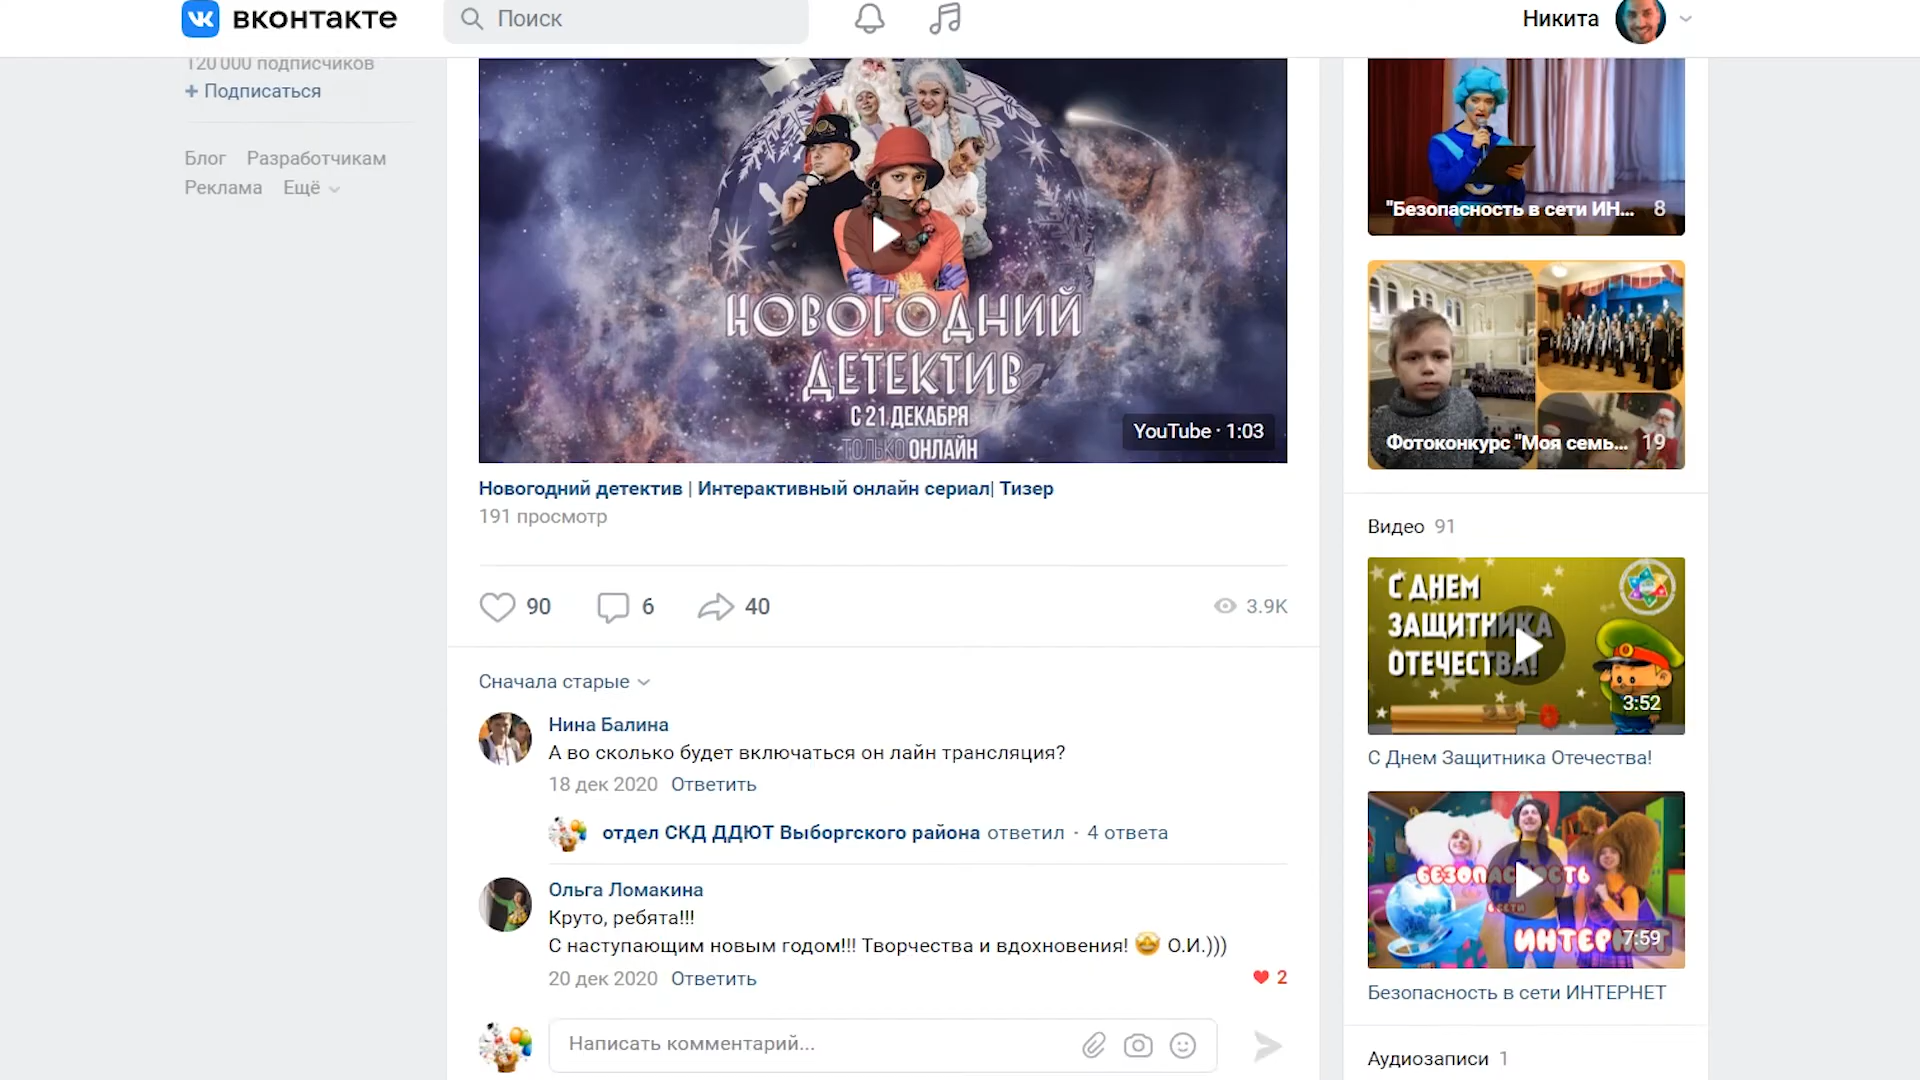 вконтакте
Поиск
Никита
120 000 подписчиков
+ Подписаться
Блог Разработчикам
Реклама Ещё
НОВОГОДНИЙ
ДЕТЕКТИВ
С 21 ДЕКАБРЯ
ТОЛЬКО ОНЛАЙН
YouTube · 1:03
Новогодний детектив | Интерактивный онлайн сериал| Тизер
191 просмотр
90
6
40
3.9K
Сначала старые
Нина Балина
А во сколько будет включаться он лайн трансляция?
18 дек 2020 Ответить
отдел СКД ДДЮТ Выборгского района ответил · 4 ответа
Ольга Ломакина
Круто, ребята!!!
С наступающим новым годом!!! Творчества и вдохновения! 🤩 О.И.)))
20 дек 2020 Ответить
2
Написать комментарий...
"Безопасность в сети ИН... 8
Фотоконкурс "Моя семь... 19
Видео 91
С ДНЕМ
ЗАЩИТНИКА
ОТЕЧЕСТВА!
3:52
С Днем Защитника Отечества!
БЕЗОПАСНОСТЬ
В СЕТИ
ИНТЕРНЕТ
7:59
Безопасность в сети ИНТЕРНЕТ
Аудиозаписи 1